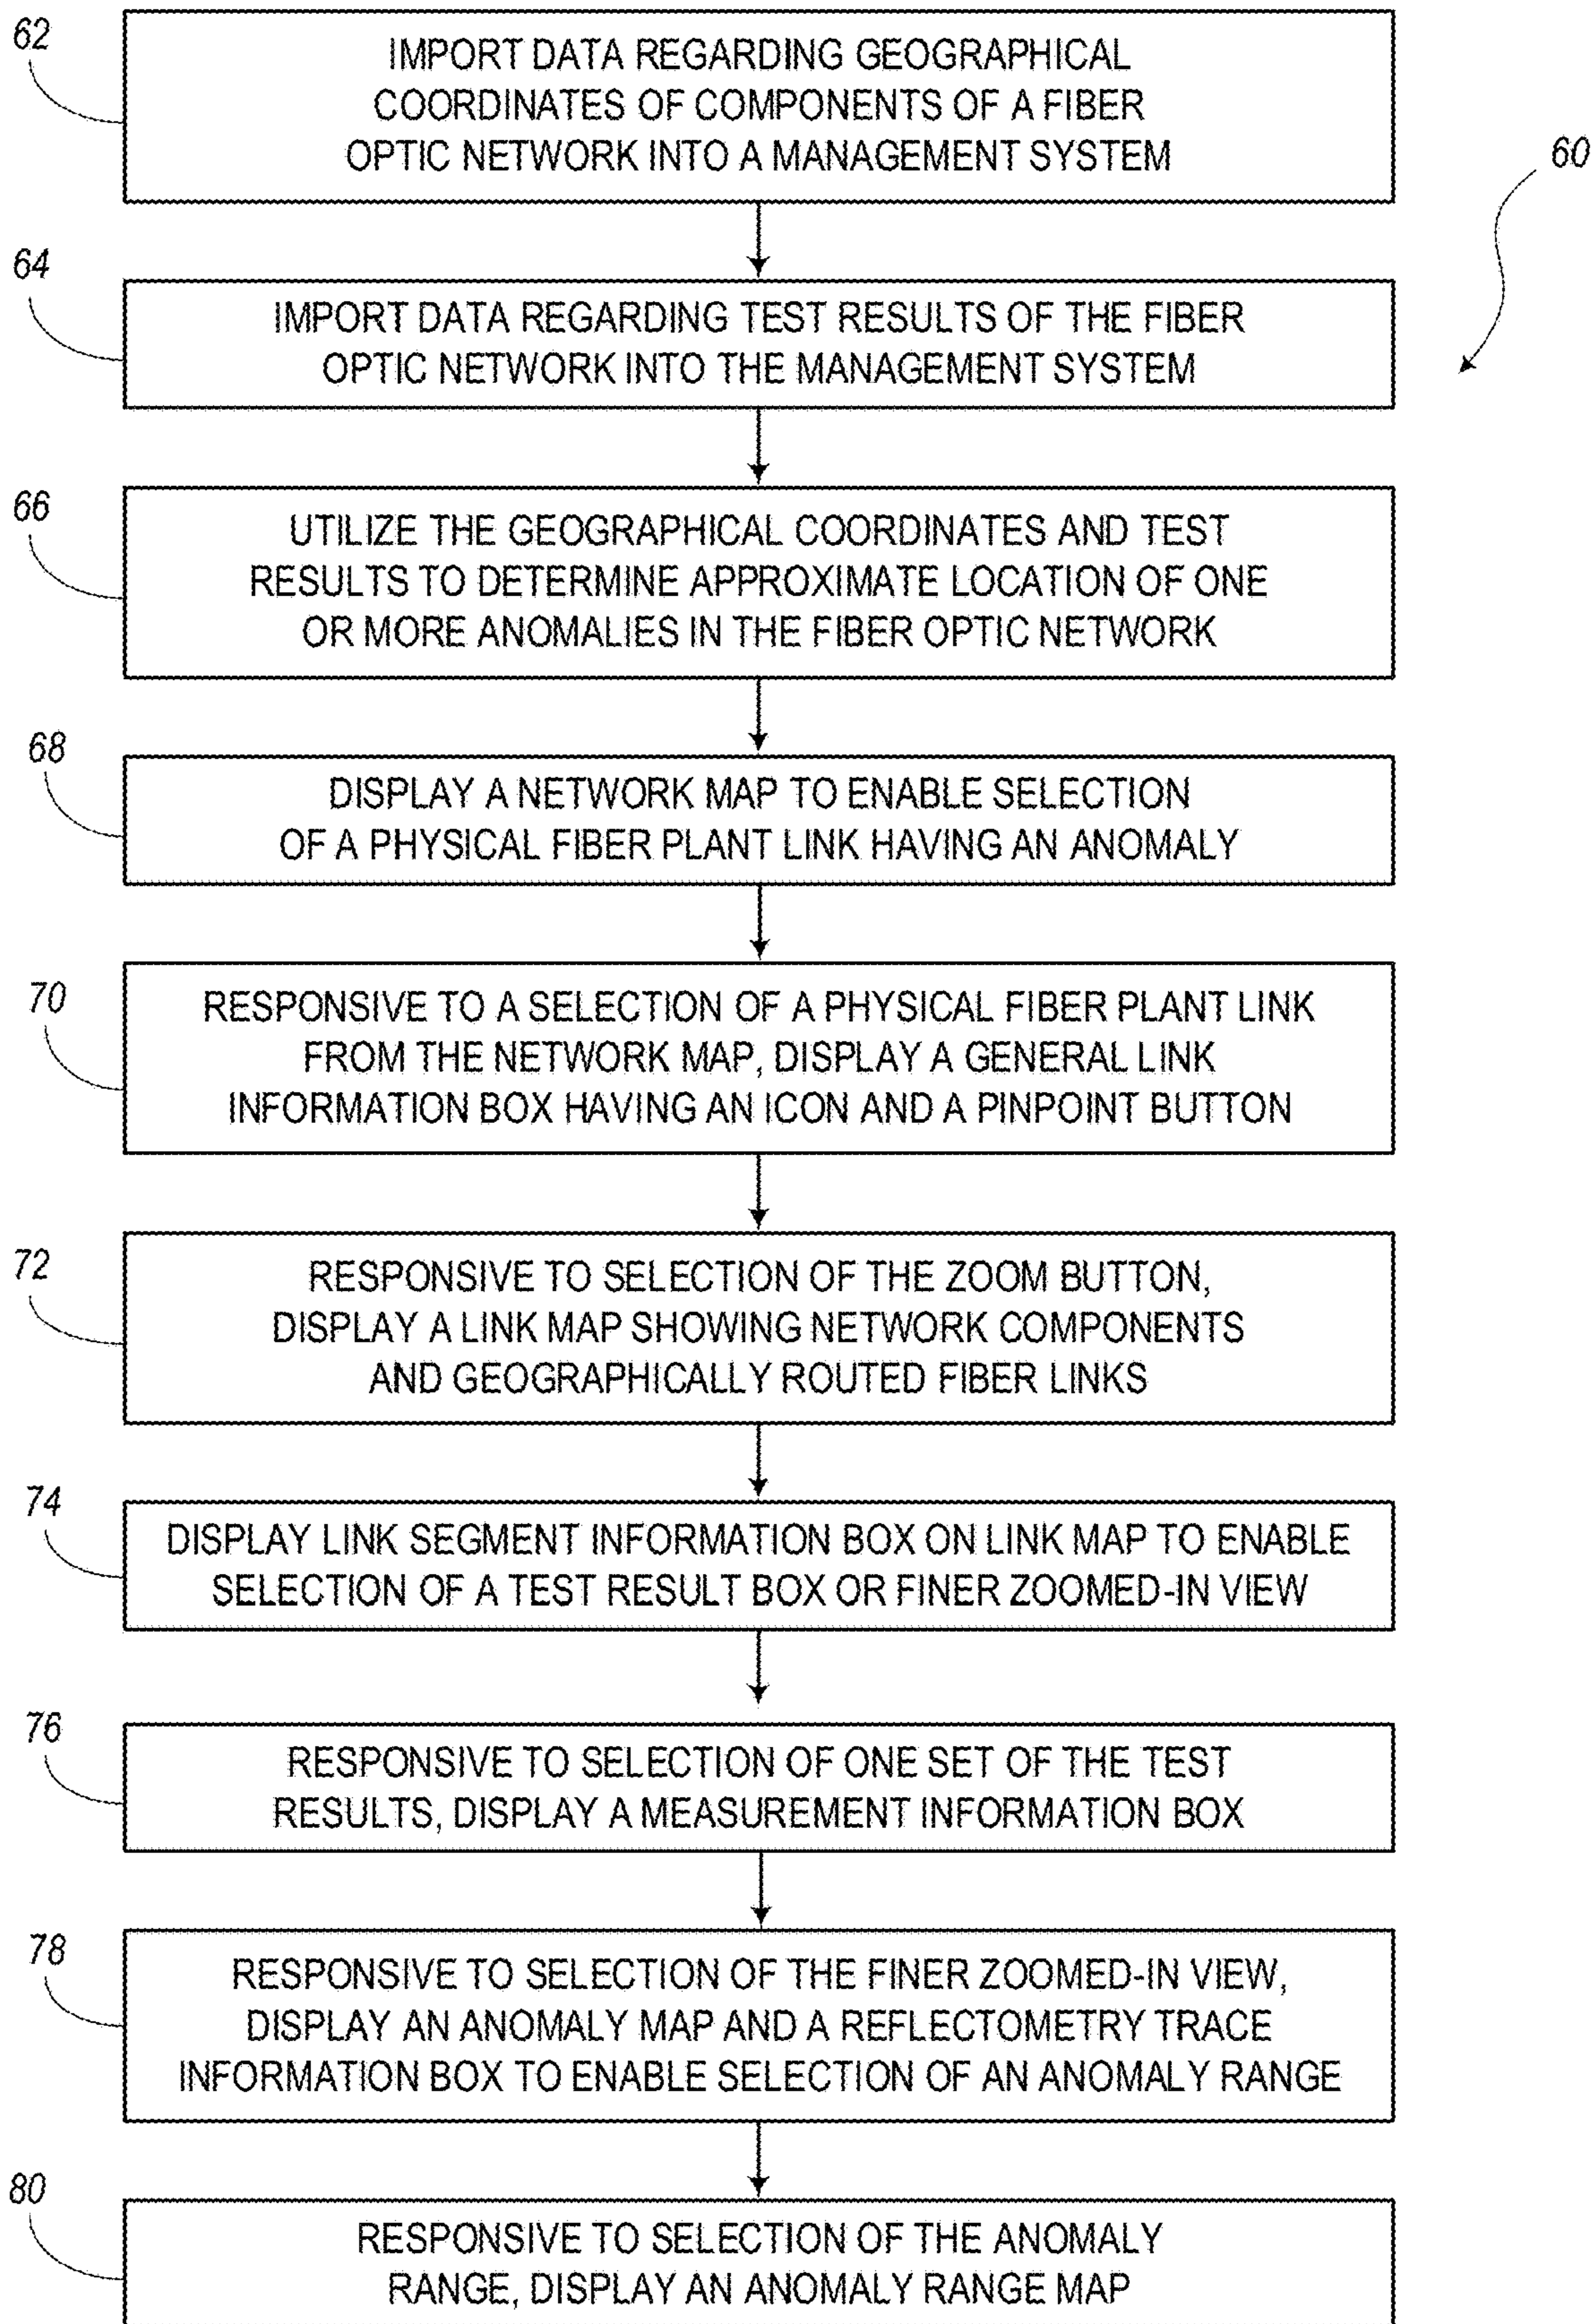 62
IMPORT DATA REGARDING GEOGRAPHICAL
COORDINATES OF COMPONENTS OF A FIBER
OPTIC NETWORK INTO A MANAGEMENT SYSTEM
60
64
IMPORT DATA REGARDING TEST RESULTS OF THE FIBER
OPTIC NETWORK INTO THE MANAGEMENT SYSTEM
66
UTILIZE THE GEOGRAPHICAL COORDINATES AND TEST
RESULTS TO DETERMINE APPROXIMATE LOCATION OF ONE
OR MORE ANOMALIES IN THE FIBER OPTIC NETWORK
68
DISPLAY A NETWORK MAP TO ENABLE SELECTION
OF A PHYSICAL FIBER PLANT LINK HAVING AN ANOMALY
70
RESPONSIVE TO A SELECTION OF A PHYSICAL FIBER PLANT LINK
FROM THE NETWORK MAP, DISPLAY A GENERAL LINK
INFORMATION BOX HAVING AN ICON AND A PINPOINT BUTTON
72
RESPONSIVE TO SELECTION OF THE ZOOM BUTTON,
DISPLAY A LINK MAP SHOWING NETWORK COMPONENTS
AND GEOGRAPHICALLY ROUTED FIBER LINKS
74
DISPLAY LINK SEGMENT INFORMATION BOX ON LINK MAP TO ENABLE
SELECTION OF A TEST RESULT BOX OR FINER ZOOMED-IN VIEW
76
RESPONSIVE TO SELECTION OF ONE SET OF THE TEST
RESULTS, DISPLAY A MEASUREMENT INFORMATION BOX
78
RESPONSIVE TO SELECTION OF THE FINER ZOOMED-IN VIEW,
DISPLAY AN ANOMALY MAP AND A REFLECTOMETRY TRACE
INFORMATION BOX TO ENABLE SELECTION OF AN ANOMALY RANGE
80
RESPONSIVE TO SELECTION OF THE ANOMALY
RANGE, DISPLAY AN ANOMALY RANGE MAP